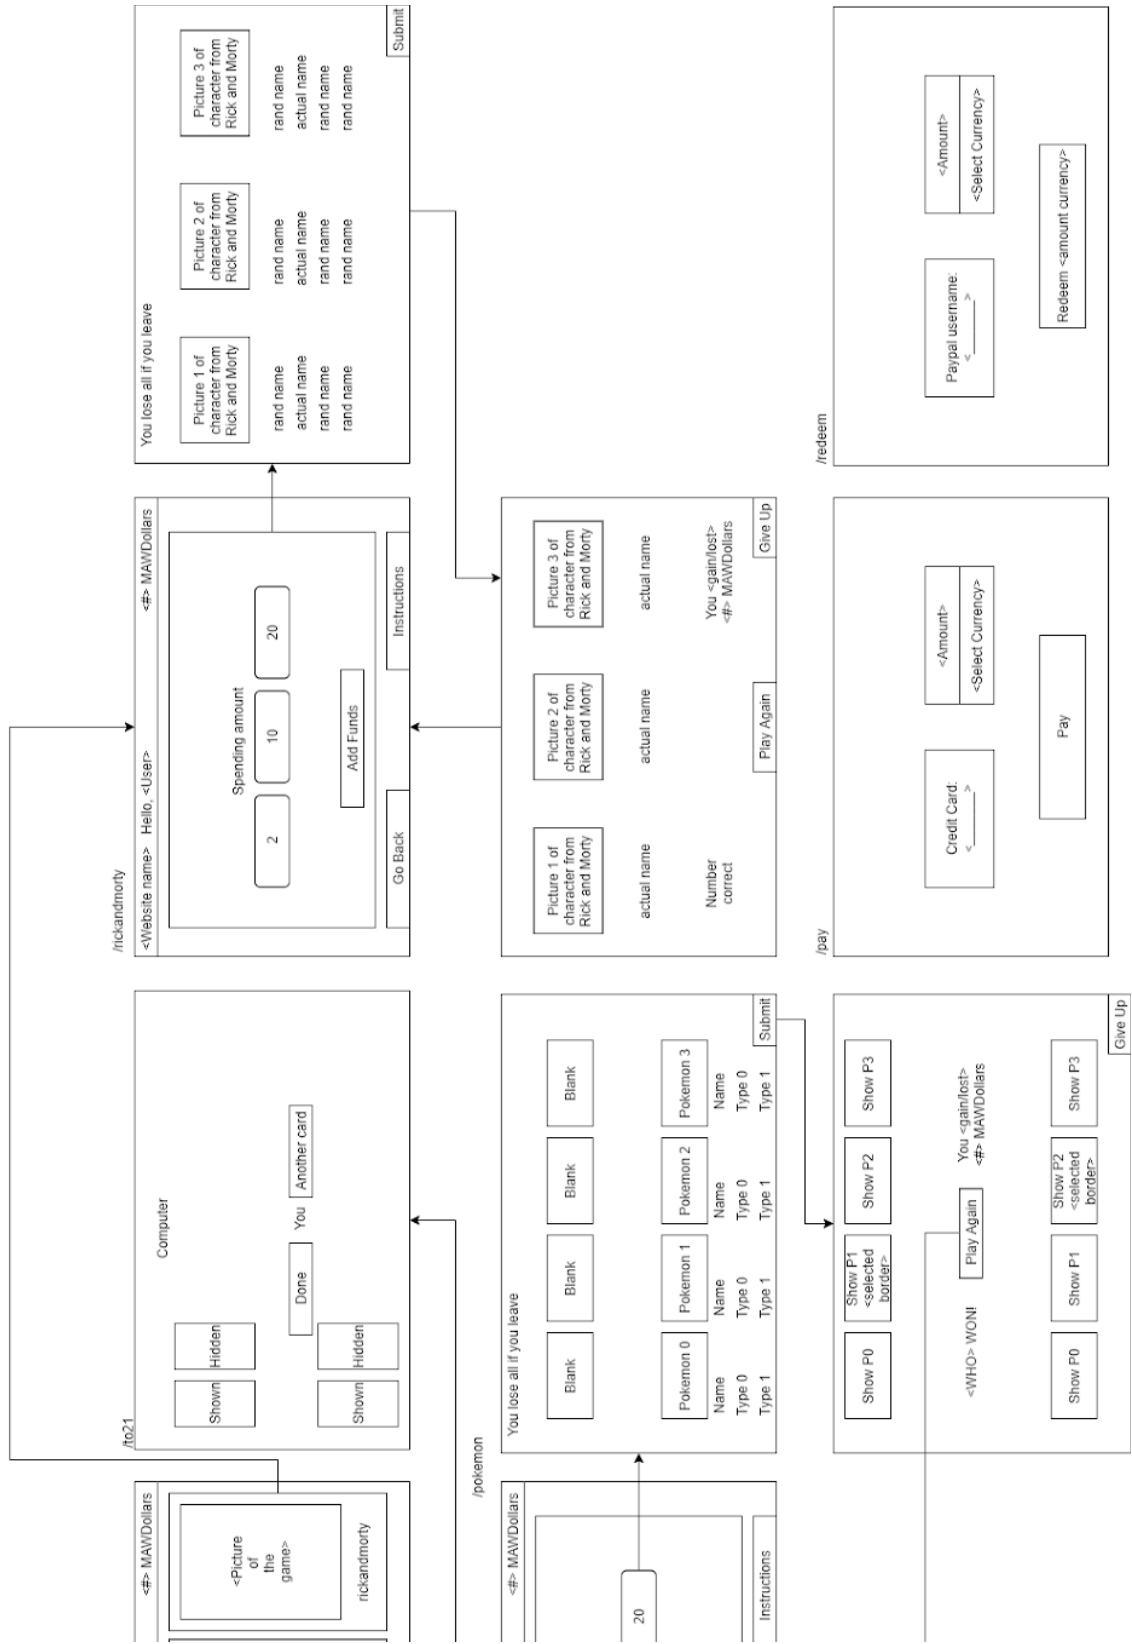 <#> MAWDollars
<Picture
of
the
game>
rickandmorty
/to21
Computer
Shown
Hidden
Done
You
Another card
Shown
Hidden
/rickandmorty
<Website name>
Hello, <User>
<#> MAWDollars
Spending amount
2
10
20
Add Funds
Go Back
Instructions
You lose all if you leave
Picture 1 of
character from
Rick and Morty
rand name
actual name
rand name
rand name
Picture 2 of
character from
Rick and Morty
rand name
actual name
rand name
rand name
Picture 3 of
character from
Rick and Morty
rand name
actual name
rand name
rand name
Submit
/pokemon
<#> MAWDollars
20
Instructions
You lose all if you leave
Blank
Blank
Blank
Blank
Pokemon 0
Name
Type 0
Type 1
Pokemon 1
Name
Type 0
Type 1
Pokemon 2
Name
Type 0
Type 1
Pokemon 3
Name
Type 0
Type 1
Submit
Picture 1 of
character from
Rick and Morty
actual name
Number
correct
Picture 2 of
character from
Rick and Morty
actual name
Play Again
Picture 3 of
character from
Rick and Morty
actual name
You <gain/lost>
<#> MAWDollars
Give Up
Show P0
Show P1
<selected
border>
Show P2
Show P3
<WHO> WON!
Play Again
You <gain/lost>
<#> MAWDollars
Show P0
Show P1
Show P2
<selected
border>
Show P3
Give Up
/pay
Credit Card:
<______>
<Amount>
<Select Currency>
Pay
/redeem
Paypal username:
<______>
<Amount>
<Select Currency>
Redeem <amount currency>